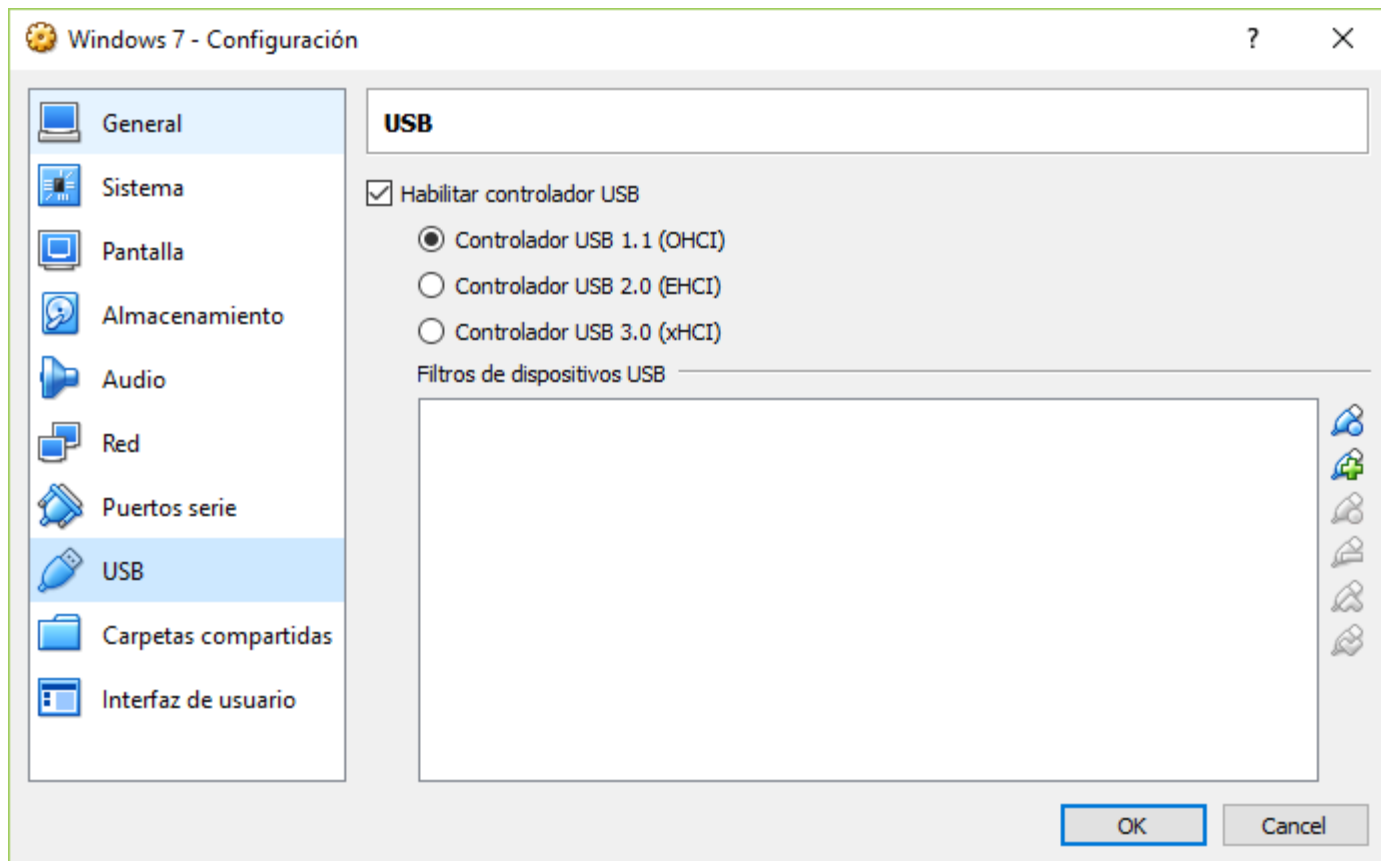 Windows 7 - Configuración
?
General
Sistema
Pantalla
Almacenamiento
Audio
Red
Puertos serie
USB
Carpetas compartidas
Interfaz de usuario
USB
Habilitar controlador USB
Controlador USB 1.1 (OHCI)
Controlador USB 2.0 (EHCI)
Controlador USB 3.0 (xHCI)
Filtros de dispositivos USB
OK
Cancel